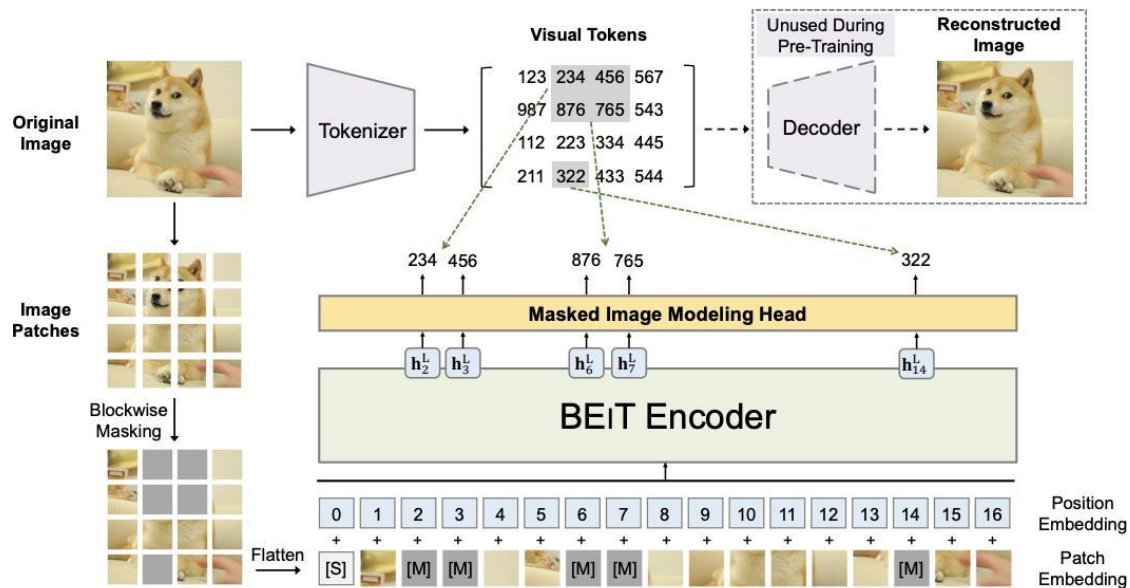 Original
Image
Tokenizer
Visual Tokens
123 234 456 567
987 876 765 543
112 223 334 445
211 322 433 544
Unused During
Pre-Training
Decoder
Reconstructed
Image
Image
Patches
234 456 876 765 322
Masked Image Modeling Head
h₂ᴸ h₃ᴸ h₆ᴸ h₇ᴸ h₁₄ᴸ
BEIT Encoder
Blockwise
Masking
0 1 2 3 4 5 6 7 8 9 10 11 12 13 14 15 16
Position
Embedding
+ + + + + + + + + + + + + + + + +
Flatten
[S] [M] [M] [M] [M] [M]
Patch
Embedding